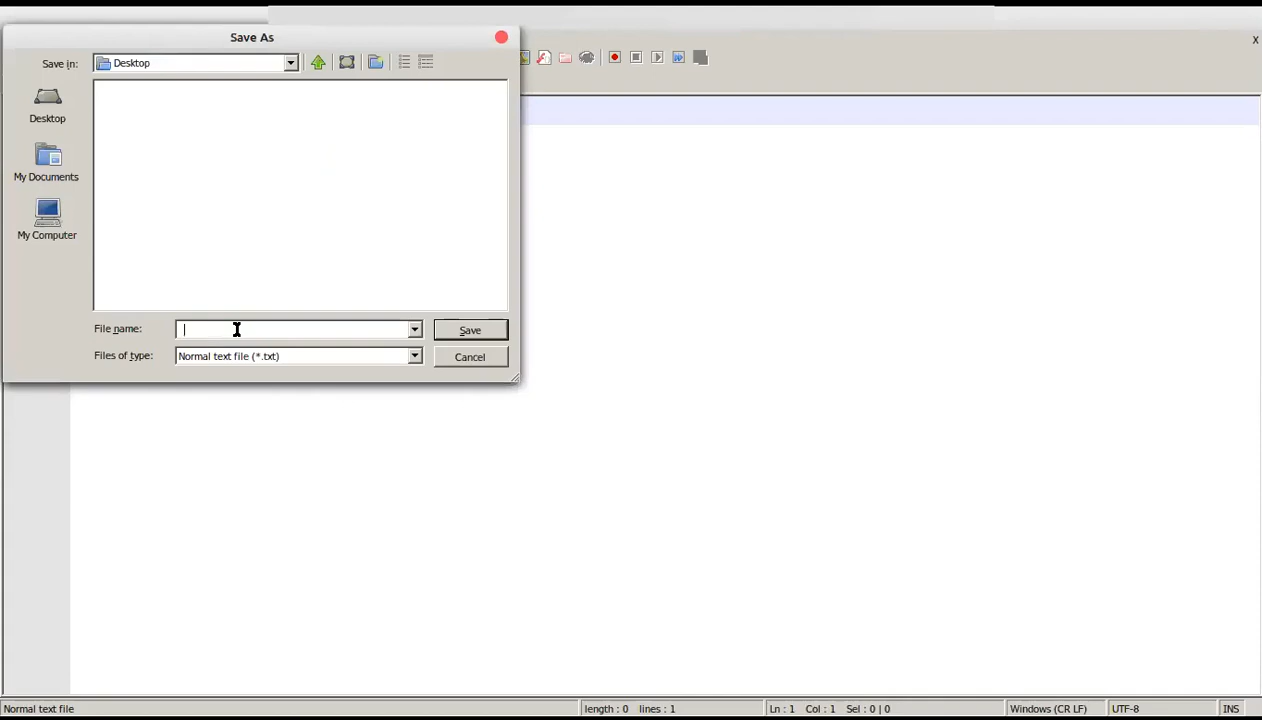 Save As
X
Save in:
Desktop
Desktop
My Documents
My Computer
File name:
Save
Files of type:
Normal text file (*.txt)
Cancel
Normal text file
length : 0 lines : 1
Ln : 1 Col : 1 Sel : 0 | 0
Windows (CR LF)
UTF-8
INS